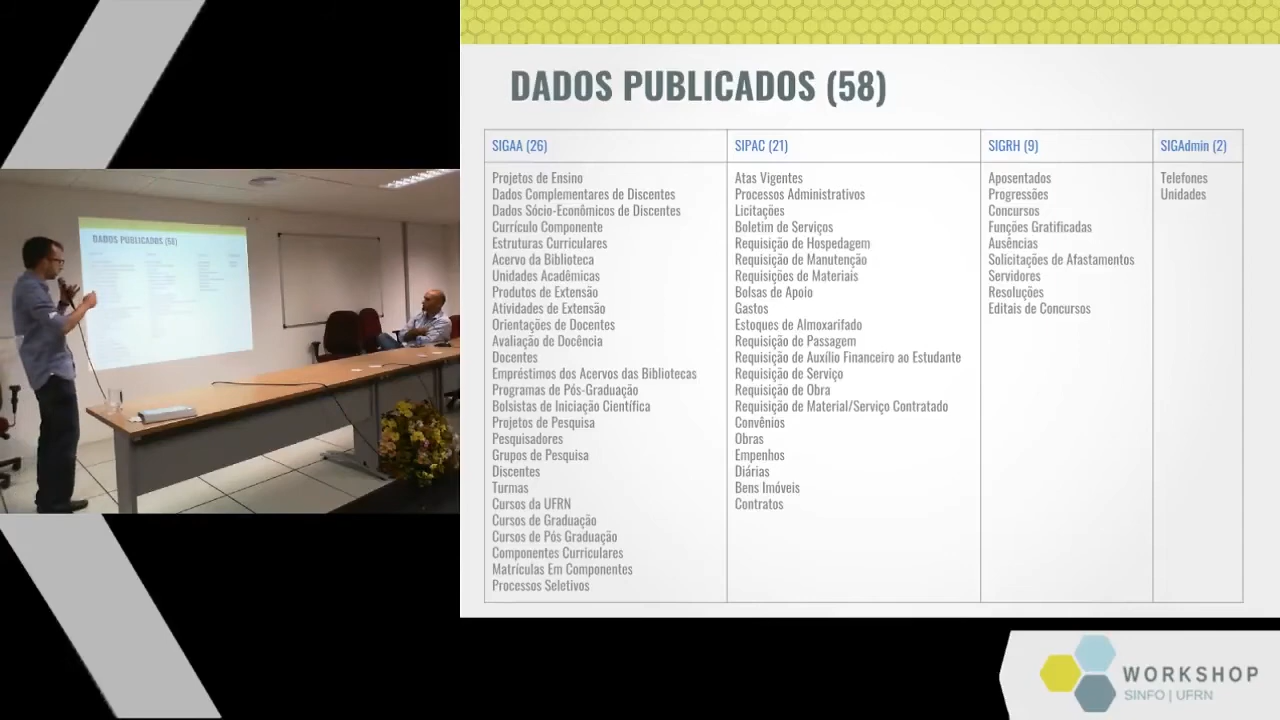 DADOS PUBLICADOS (58)
SIGAA (26)
Projetos de Ensino
Dados Complementares de Discentes
Dados Sócio-Econômicos de Discentes
Currículo Componente
Estruturas Curriculares
Acervo da Biblioteca
Unidades Acadêmicas
Produtos de Extensão
Atividades de Extensão
Orientações de Docentes
Avaliação de Docência
Docentes
Empréstimos dos Acervos das Bibliotecas
Programas de Pós-Graduação
Bolsistas de Iniciação Científica
Projetos de Pesquisa
Pesquisadores
Grupos de Pesquisa
Discentes
Turmas
Cursos da UFRN
Cursos de Graduação
Cursos de Pós Graduação
Componentes Curriculares
Matrículas Em Componentes
Processos Seletivos
SIPAC (21)
Atas Vigentes
Processos Administrativos
Licitações
Boletim de Serviços
Requisição de Hospedagem
Requisição de Manutenção
Requisições de Materiais
Bolsas de Apoio
Gastos
Estoques de Almoxarifado
Requisição de Passagem
Requisição de Auxílio Financeiro ao Estudante
Requisição de Serviço
Requisição de Obra
Requisição de Material/Serviço Contratado
Convênios
Obras
Empenhos
Diárias
Bens Imóveis
Contratos
SIGRH (9)
Aposentados
Progressões
Concursos
Funções Gratificadas
Ausências
Solicitações de Afastamentos
Servidores
Resoluções
Editais de Concursos
SIGAdmin (2)
Telefones
Unidades
DADOS PUBLICADOS (58)
WORKSHOP
SINFO | UFRN